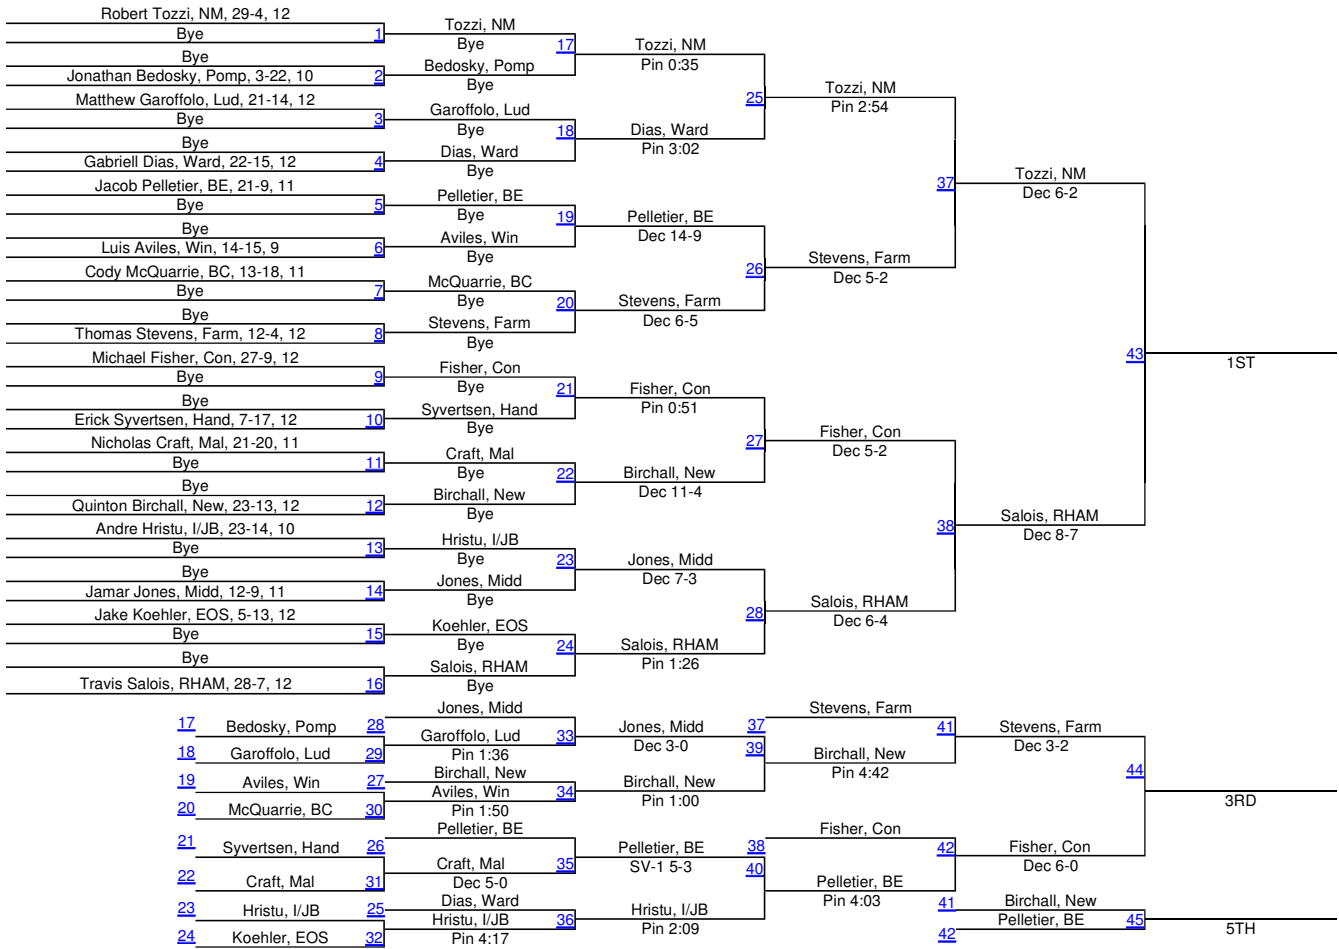 Robert Tozzi, NM, 29-4, 12
Bye
1
Bye
Jonathan Bedosky, Pomp, 3-22, 10
2
Matthew Garoffolo, Lud, 21-14, 12
Bye
3
Bye
Gabriell Dias, Ward, 22-15, 12
4
Jacob Pelletier, BE, 21-9, 11
Bye
5
Bye
Luis Aviles, Win, 14-15, 9
6
Cody McQuarrie, BC, 13-18, 11
Bye
7
Bye
Thomas Stevens, Farm, 12-4, 12
8
Michael Fisher, Con, 27-9, 12
Bye
9
Bye
Erick Syvertsen, Hand, 7-17, 12
10
Nicholas Craft, Mal, 21-20, 11
Bye
11
Bye
Quinton Birchall, New, 23-13, 12
12
Andre Hristu, I/JB, 23-14, 10
Bye
13
Bye
Jamar Jones, Midd, 12-9, 11
14
Jake Koehler, EOS, 5-13, 12
Bye
15
Bye
Travis Salois, RHAM, 28-7, 12
16
Tozzi, NM
Bye
17
Bedosky, Pomp
Bye
Garoffolo, Lud
Bye
18
Dias, Ward
Bye
Pelletier, BE
Bye
19
Aviles, Win
Bye
McQuarrie, BC
Bye
20
Stevens, Farm
Bye
Fisher, Con
Bye
21
Syvertsen, Hand
Bye
Craft, Mal
Bye
22
Birchall, New
Bye
Hristu, I/JB
Bye
23
Jones, Midd
Bye
Koehler, EOS
Bye
24
Salois, RHAM
Bye
Tozzi, NM
Pin 0:35
25
Dias, Ward
Pin 3:02
Pelletier, BE
Dec 14-9
26
Stevens, Farm
Dec 6-5
Fisher, Con
Pin 0:51
27
Birchall, New
Dec 11-4
Jones, Midd
Dec 7-3
28
Salois, RHAM
Pin 1:26
Tozzi, NM
Pin 2:54
37
Stevens, Farm
Dec 5-2
Fisher, Con
Dec 5-2
38
Salois, RHAM
Dec 6-4
Tozzi, NM
Dec 6-2
43
Salois, RHAM
Dec 8-7
1ST
17
Bedosky, Pomp
28
18
Garoffolo, Lud
29
19
Aviles, Win
27
20
McQuarrie, BC
30
21
Syvertsen, Hand
26
22
Craft, Mal
31
23
Hristu, I/JB
25
24
Koehler, EOS
32
Jones, Midd
Garoffolo, Lud
33
Pin 1:36
Birchall, New
Aviles, Win
34
Pin 1:50
Pelletier, BE
Craft, Mal
35
Dec 5-0
Dias, Ward
Hristu, I/JB
36
Pin 4:17
Jones, Midd
Dec 3-0
37
39
Birchall, New
Pin 1:00
Pelletier, BE
SV-1 5-3
38
40
Hristu, I/JB
Pin 2:09
Stevens, Farm
41
Birchall, New
Pin 4:42
Fisher, Con
42
Pelletier, BE
Pin 4:03
Stevens, Farm
Dec 3-2
44
Fisher, Con
Dec 6-0
3RD
41
Birchall, New
Pelletier, BE
45
42
5TH